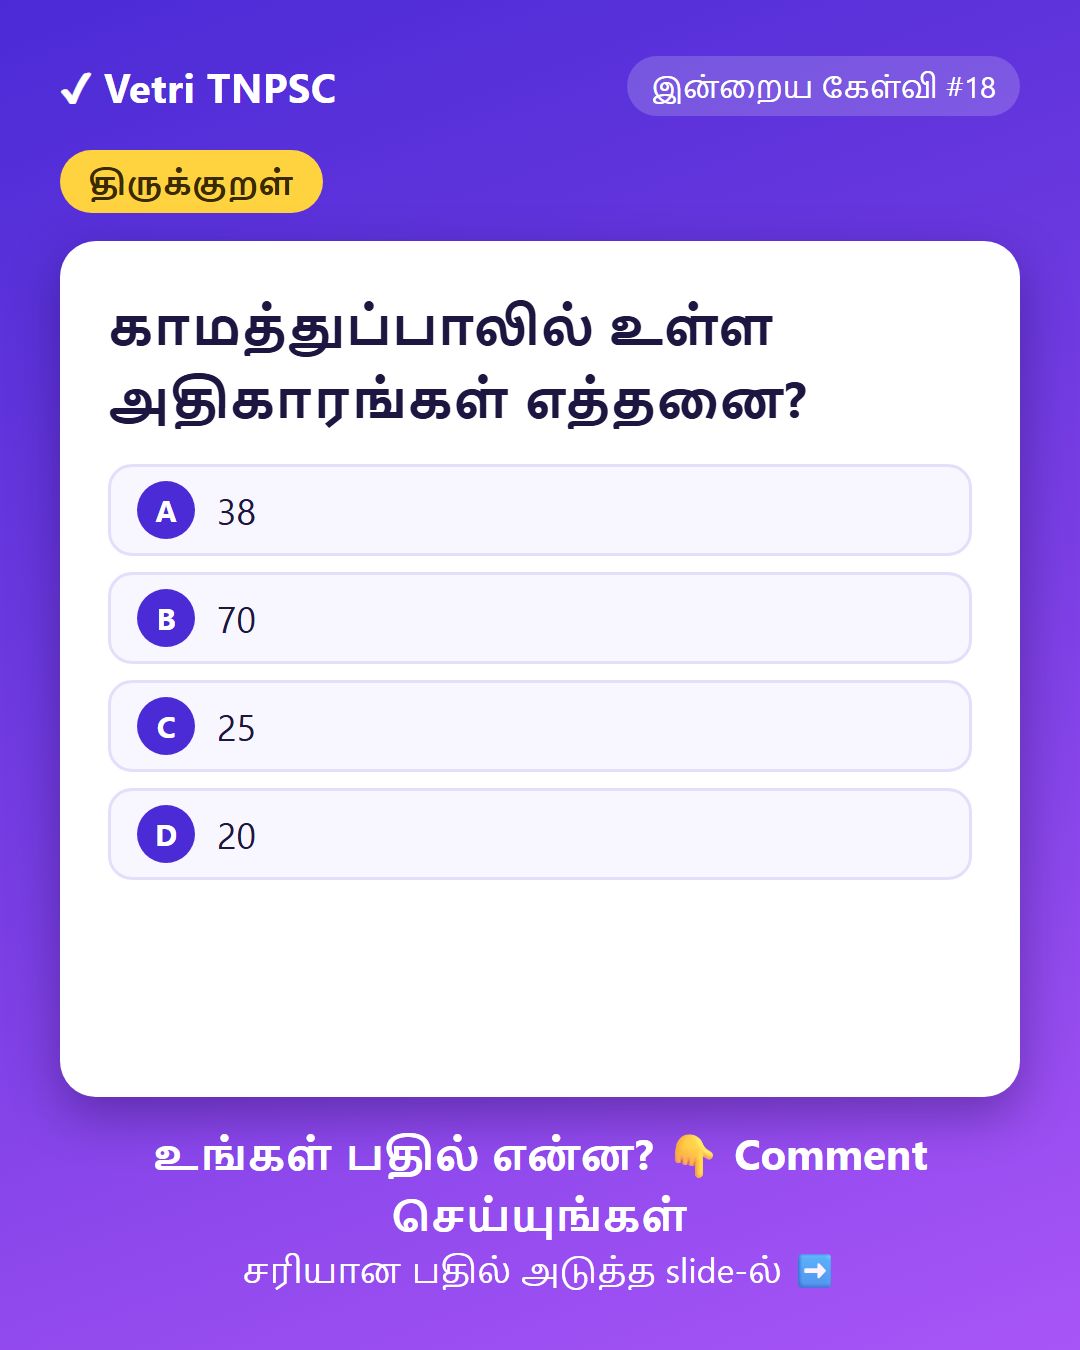 ✔ Vetri TNPSC
இன்றைய கேள்வி #18
திருக்குறள்
காமத்துப்பாலில் உள்ள
அதிகாரங்கள் எத்தனை?
A 38
B 70
C 25
D 20
உங்கள் பதில் என்ன? 👇 Comment
செய்யுங்கள்
சரியான பதில் அடுத்த slide-ல் ➡️